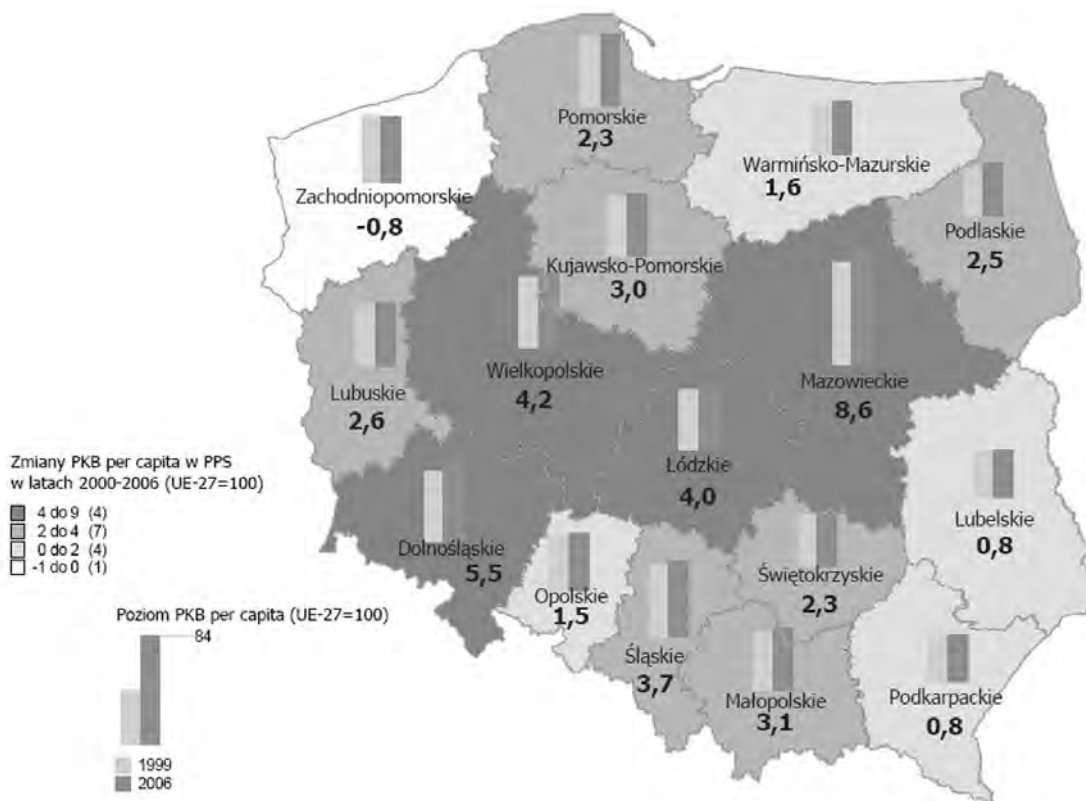 Pomorskie
2,3
Warmińsko-Mazurskie
1,6
Zachodniopomorskie
-0,8
Podlaskie
2,5
Kujawsko-Pomorskie
3,0
Wielkopolskie
4,2
Mazowieckie
8,6
Lubuskie
2,6
Łódzkie
4,0
Zmiany PKB per capita w PPS
w latach 2000-2006 (UE-27=100)
4 do 9 (4)
2 do 4 (7)
0 do 2 (4)
-1 do 0 (1)
Lubelskie
0,8
Dolnośląskie
5,5
Świętokrzyskie
2,3
Opolskie
1,5
Śląskie
3,7
Małopolskie
3,1
Podkarpackie
0,8
Poziom PKB per capita (UE-27=100)
84
1999
2006